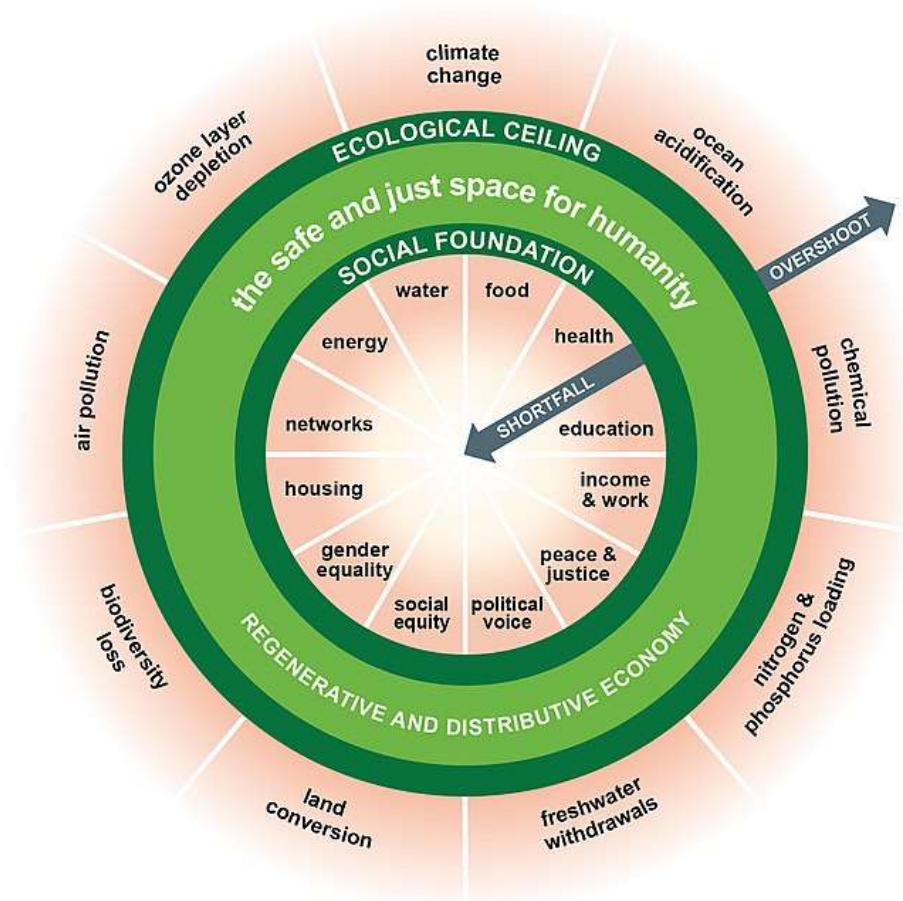 climate
change
ozone layer
depletion
ocean
acidification
ECOLOGICAL CEILING
OVERSHOOT
the safe and just space for humanity
SOCIAL FOUNDATION
water
food
energy
health
SHORTFALL
networks
education
housing
income
& work
gender
equality
peace &
justice
social
equity
political
voice
air pollution
chemical
pollution
REGENERATIVE AND DISTRIBUTIVE ECONOMY
biodiversity
loss
nitrogen &
phosphorus loading
land
conversion
freshwater
withdrawals